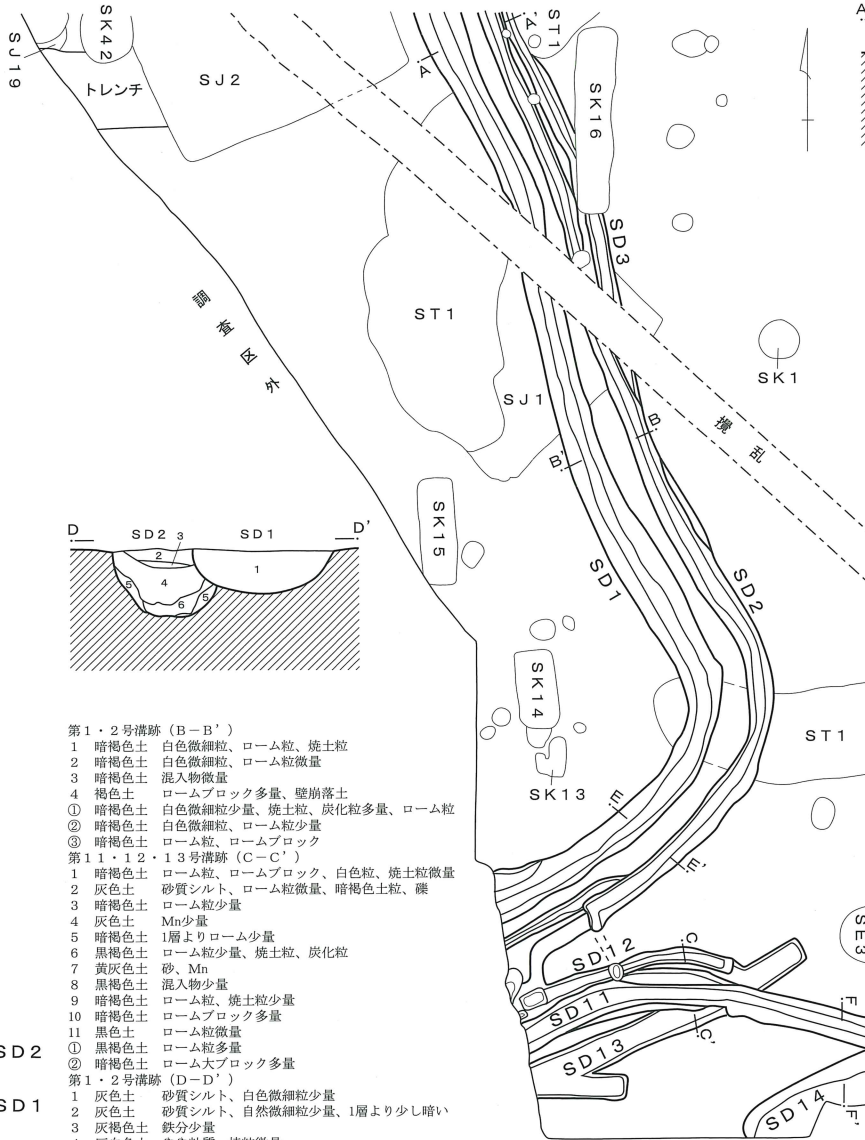 SJ19
SK42
トレンチ
SJ2
A
A'
ST1
SK16
A
SD3
調査区外
ST1
SJ1
SK1
攪乱
B
B'
SK15
SD1
SD2
D SD2 3 SD1 D'
2
1
4
5
5
6
SK14
ST1
SK13
E
E'
SE3
SD12
C
SD11
C'
SD13
F
SD14
F'
第1・2号溝跡（B－B'）
1 暗褐色土 白色微細粒、ローム粒、焼土粒
2 暗褐色土 白色微細粒、ローム粒微量
3 暗褐色土 混入物微量
4 褐色土 ロームブロック多量、壁崩落土
① 暗褐色土 白色微細粒少量、焼土粒、炭化粒多量、ローム粒
② 暗褐色土 白色微細粒、ローム粒少量
③ 暗褐色土 ローム粒、ロームブロック
第11・12・13号溝跡（C－C'）
1 暗褐色土 ローム粒、ロームブロック、白色粒、焼土粒微量
2 灰色土 砂質シルト、ローム粒微量、暗褐色土粒、礫
3 暗褐色土 ローム粒少量
4 灰色土 Mn少量
5 暗褐色土 1層よりローム少量
6 黒褐色土 ローム粒少量、焼土粒、炭化粒
7 黄灰色土 砂、Mn
8 黒褐色土 混入物少量
9 暗褐色土 ローム粒、焼土粒少量
10 暗褐色土 ロームブロック多量
11 黒色土 ローム粒微量
① 黒褐色土 ローム粒多量
② 暗褐色土 ローム大ブロック多量
第1・2号溝跡（D－D'）
1 灰色土 砂質シルト、白色微細粒少量
2 灰色土 砂質シルト、自然微細粒少量、1層より少し暗い
3 灰褐色土 鉄分少量
SD2
SD1